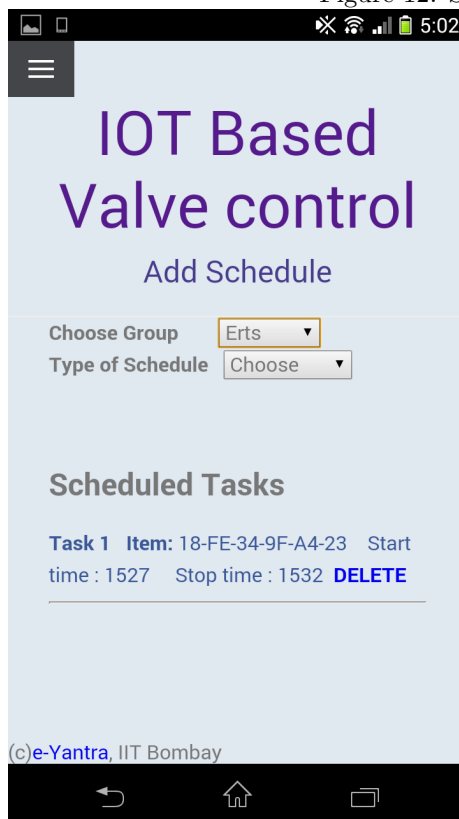 5:02
IOT Based
Valve control
Add Schedule
Choose Group Erts
Type of Schedule Choose
Scheduled Tasks
Task 1 Item: 18-FE-34-9F-A4-23 Start
time : 1527 Stop time : 1532 DELETE
(c)e-Yantra, IIT Bombay